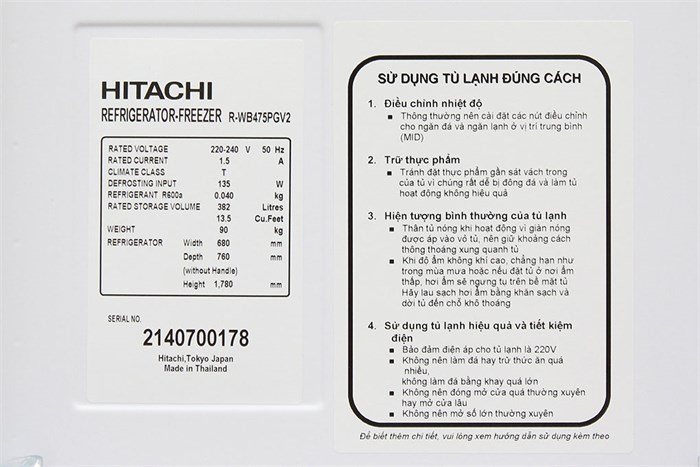 HITACHI
REFRIGERATOR-FREEZER R-WB475PGV2
RATED VOLTAGE 220-240 V 50 Hz
RATED CURRENT 1.5 A
CLIMATE CLASS T
DEFROSTING INPUT 135 W
REFRIGERANT R600a 0.040 kg
RATED STORAGE VOLUME 382 Litres
13.5 Cu.Feet
WEIGHT 90 kg
REFRIGERATOR Width 680 mm
Depth 760 mm
(without Handle)
Height 1,780 mm
SERIAL NO.
2140700178
Hitachi,Tokyo Japan
Made in Thailand
SỬ DỤNG TỦ LẠNH ĐÚNG CÁCH
1. Điều chỉnh nhiệt độ
■ Thông thường nên cài đặt các nút điều chỉnh
cho ngăn đá và ngăn lạnh ở vị trí trung bình
(MID)
2. Trữ thực phẩm
■ Tránh đặt thực phẩm gần sát vách trong
của tủ vì chúng rất dễ bị đông đá và làm tủ
hoạt động không hiệu quả
3. Hiện tượng bình thường của tủ lạnh
■ Thân tủ nóng khi hoạt động vì giàn nóng
được áp vào vỏ tủ, nên giữ khoảng cách
thông thoáng xung quanh tủ
■ Khi độ ẩm không khí cao, chẳng hạn như
trong mùa mưa hoặc nếu đặt tủ ở nơi ẩm
thấp, hơi ẩm sẽ ngưng tụ trên bề mặt tủ
Hãy lau sạch hơi ẩm bằng khăn sạch và
dời tủ đến chỗ khô thoáng
4. Sử dụng tủ lạnh hiệu quả và tiết kiệm
điện
■ Bảo đảm điện áp cho tủ lạnh là 220V
■ Không nên làm đá hay trữ thức ăn quá
nhiều,
không làm đá bằng khay quá lớn
■ Không nên đóng mở cửa quá thường xuyên
hay mở cửa lâu
■ Không nên mở số lớn thường xuyên
Để biết thêm chi tiết, vui lòng xem hướng dẫn sử dụng kèm theo